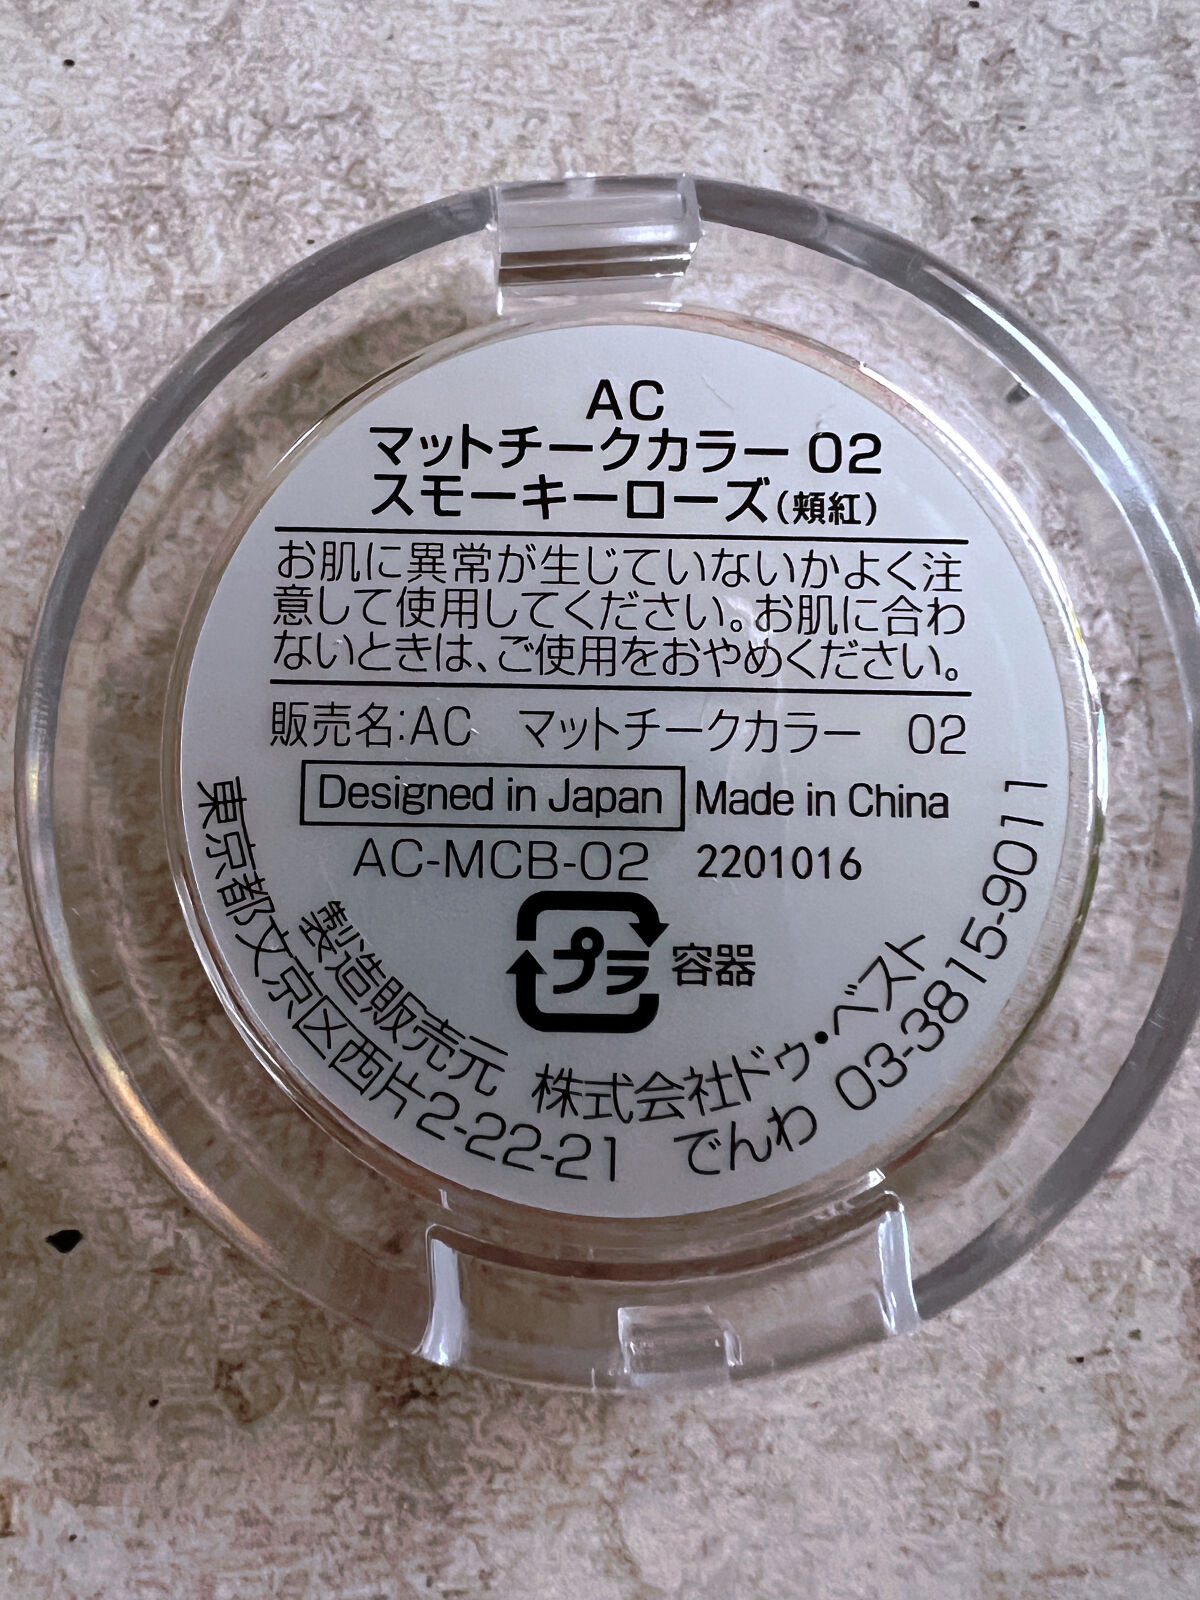 AC
マットチークカラー 02
スモーキーローズ(頬紅)
お肌に異常が生じていないかよく注
意して使用してください。お肌に合わ
ないときは、ご使用をおやめください。
販売名:AC マットチークカラー 02
Designed in Japan Made in China
AC-MCB-02 2201016
プラ 容器
製造販売元 株式会社ドゥ・ベスト
東京都文京区西片2-22-21 でんわ 03-3815-9011